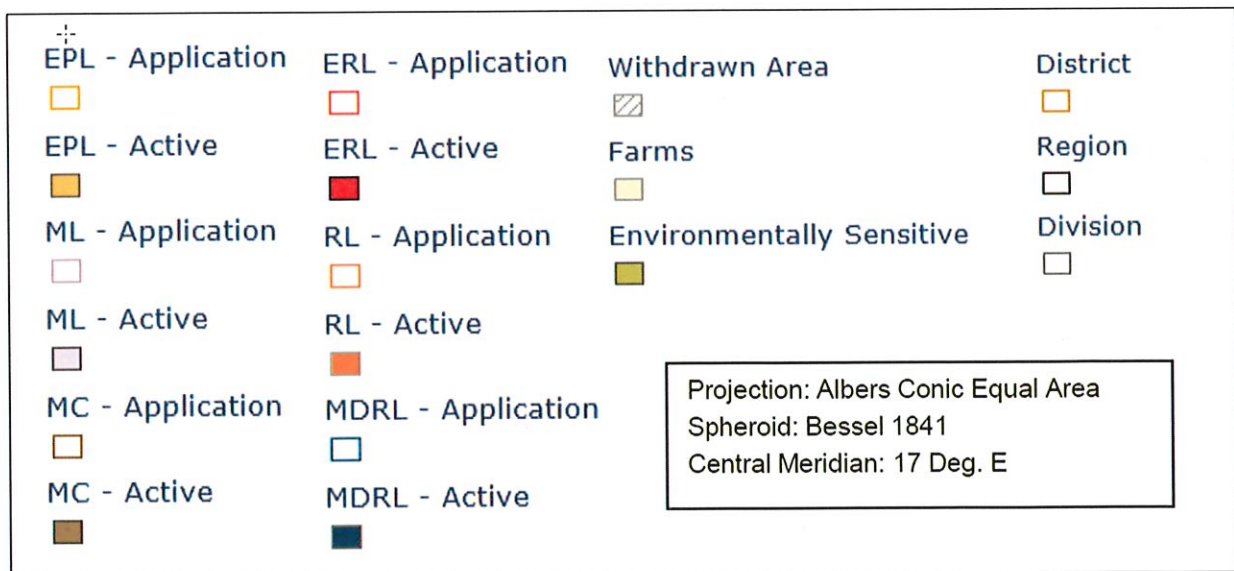 EPL - Application
EPL - Active
ML - Application
ML - Active
MC - Application
MC - Active
ERL - Application
ERL - Active
RL - Application
RL - Active
MDRL - Application
MDRL - Active
Withdrawn Area
Farms
Environmentally Sensitive
District
Region
Division
Projection: Albers Conic Equal Area
Spheroid: Bessel 1841
Central Meridian: 17 Deg. E